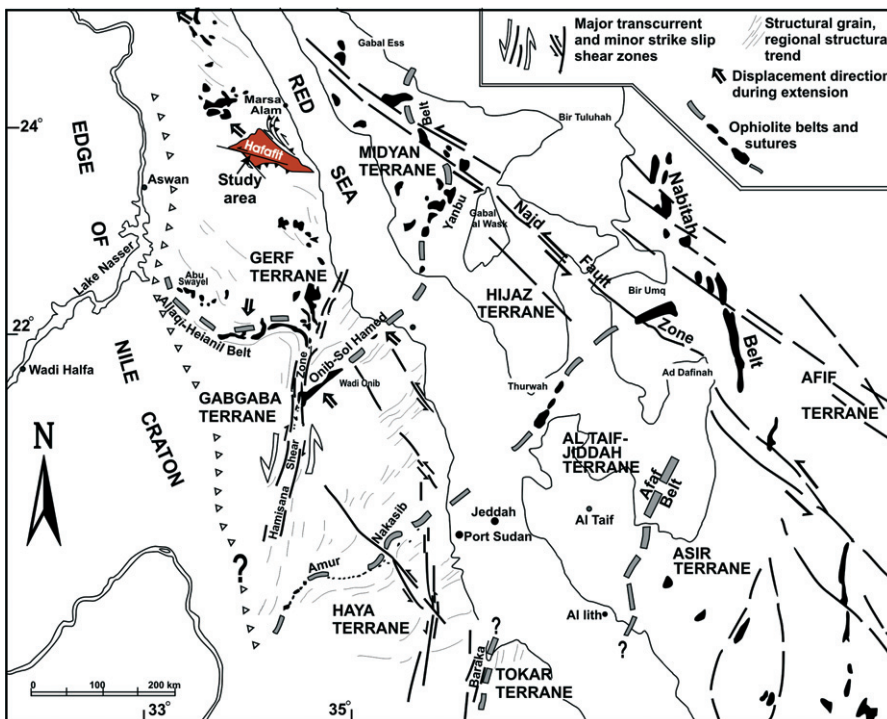 Major transcurrent
and minor strike slip
shear zones
Structural grain,
regional structural
trend
Displacement direction
during extension
Ophiolite belts and
sutures
Gabal Ess
Bir Tuluhah
24°
22°
33°
35°
EDGE
OF
NILE
CRATON
RED
SEA
Marsa
Alam
Hafafit
Study
area
Aswan
Lake Nasser
Wadi Halfa
MIDYAN
TERRANE
Yanbu
Belt
Gabal
al Wask
Najd
Fault
Zone
Nabitah
Belt
GERF
TERRANE
Abu
Swayel
Allaqi-Heianil Belt
HIJAZ
TERRANE
Bir Umq
Ad Dafinah
AFIF
TERRANE
Onib-Sol Hamed
Wadi Onib
Thurwah
GABGABA
TERRANE
Hamisana
Shear
Zone
AL TAIF-
JIDDAH
TERRANE
Afaf
Belt
Jeddah
Port Sudan
Al Taif
ASIR
TERRANE
Al lith
Nakasib
Amur
HAYA
TERRANE
Baraka
TOKAR
TERRANE
N
?
?
?
0
100
200 km